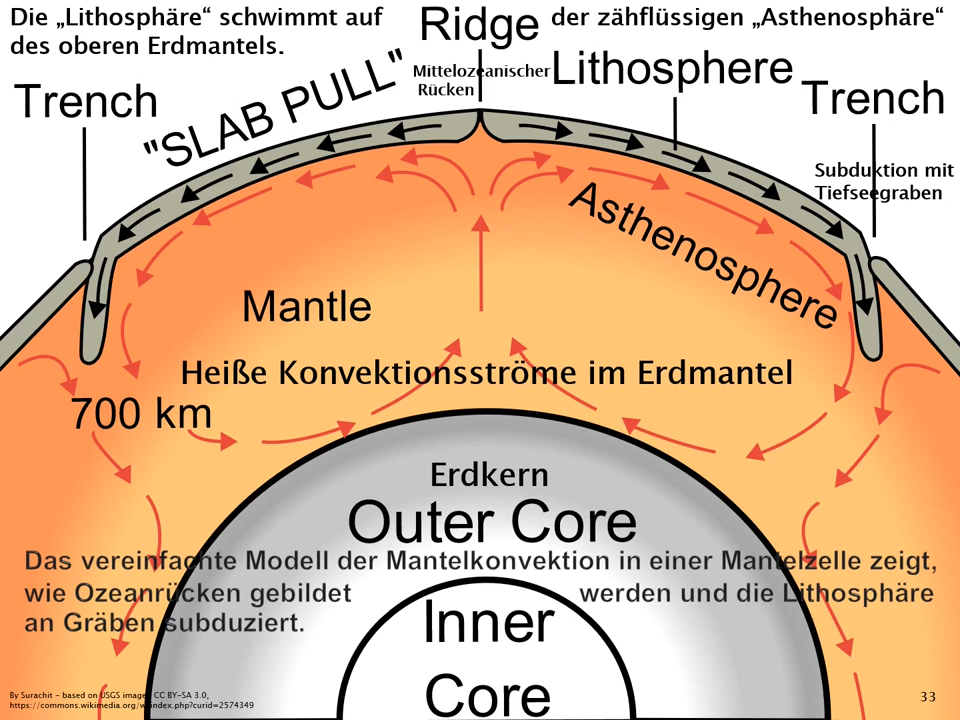 Die „Lithosphäre“ schwimmt auf der zähflüssigen „Asthenosphäre“
des oberen Erdmantels.
Ridge
Trench
"SLAB PULL"
Mittelozeanischer
Rücken
Lithosphere
Trench
Subduktion mit
Tiefseegraben
Asthenosphere
Mantle
Heiße Konvektionsströme im Erdmantel
700 km
Erdkern
Outer Core
Das vereinfachte Modell der Mantelkonvektion in einer Mantelzelle zeigt,
wie Ozeanrücken gebildet werden und die Lithosphäre
an Gräben subduziert.
Inner
Core
By Surachit - based on USGS image, CC BY-SA 3.0,
https://commons.wikimedia.org/w/index.php?curid=2574349
33